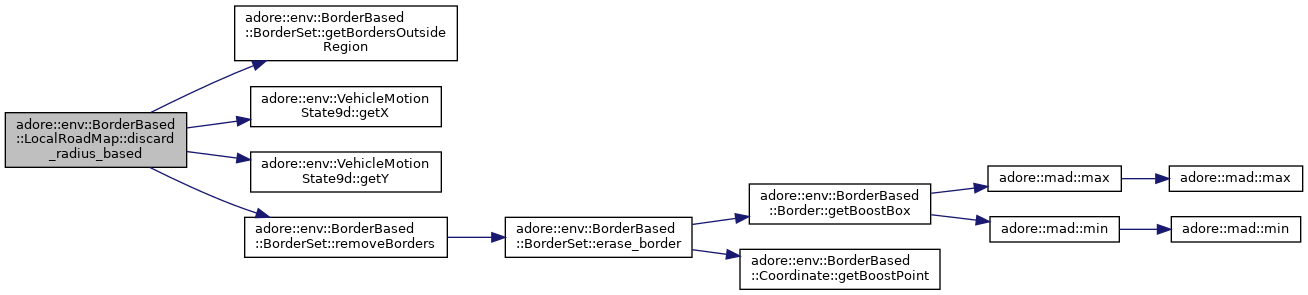 adore::env::BorderBased
::LocalRoadMap::discard
_radius_based
adore::env::BorderBased
::BorderSet::getBordersOutside
Region
adore::env::VehicleMotion
State9d::getX
adore::env::VehicleMotion
State9d::getY
adore::env::BorderBased
::BorderSet::removeBorders
adore::env::BorderBased
::BorderSet::erase_border
adore::env::BorderBased
::Border::getBoostBox
adore::env::BorderBased
::Coordinate::getBoostPoint
adore::mad::max
adore::mad::max
adore::mad::min
adore::mad::min